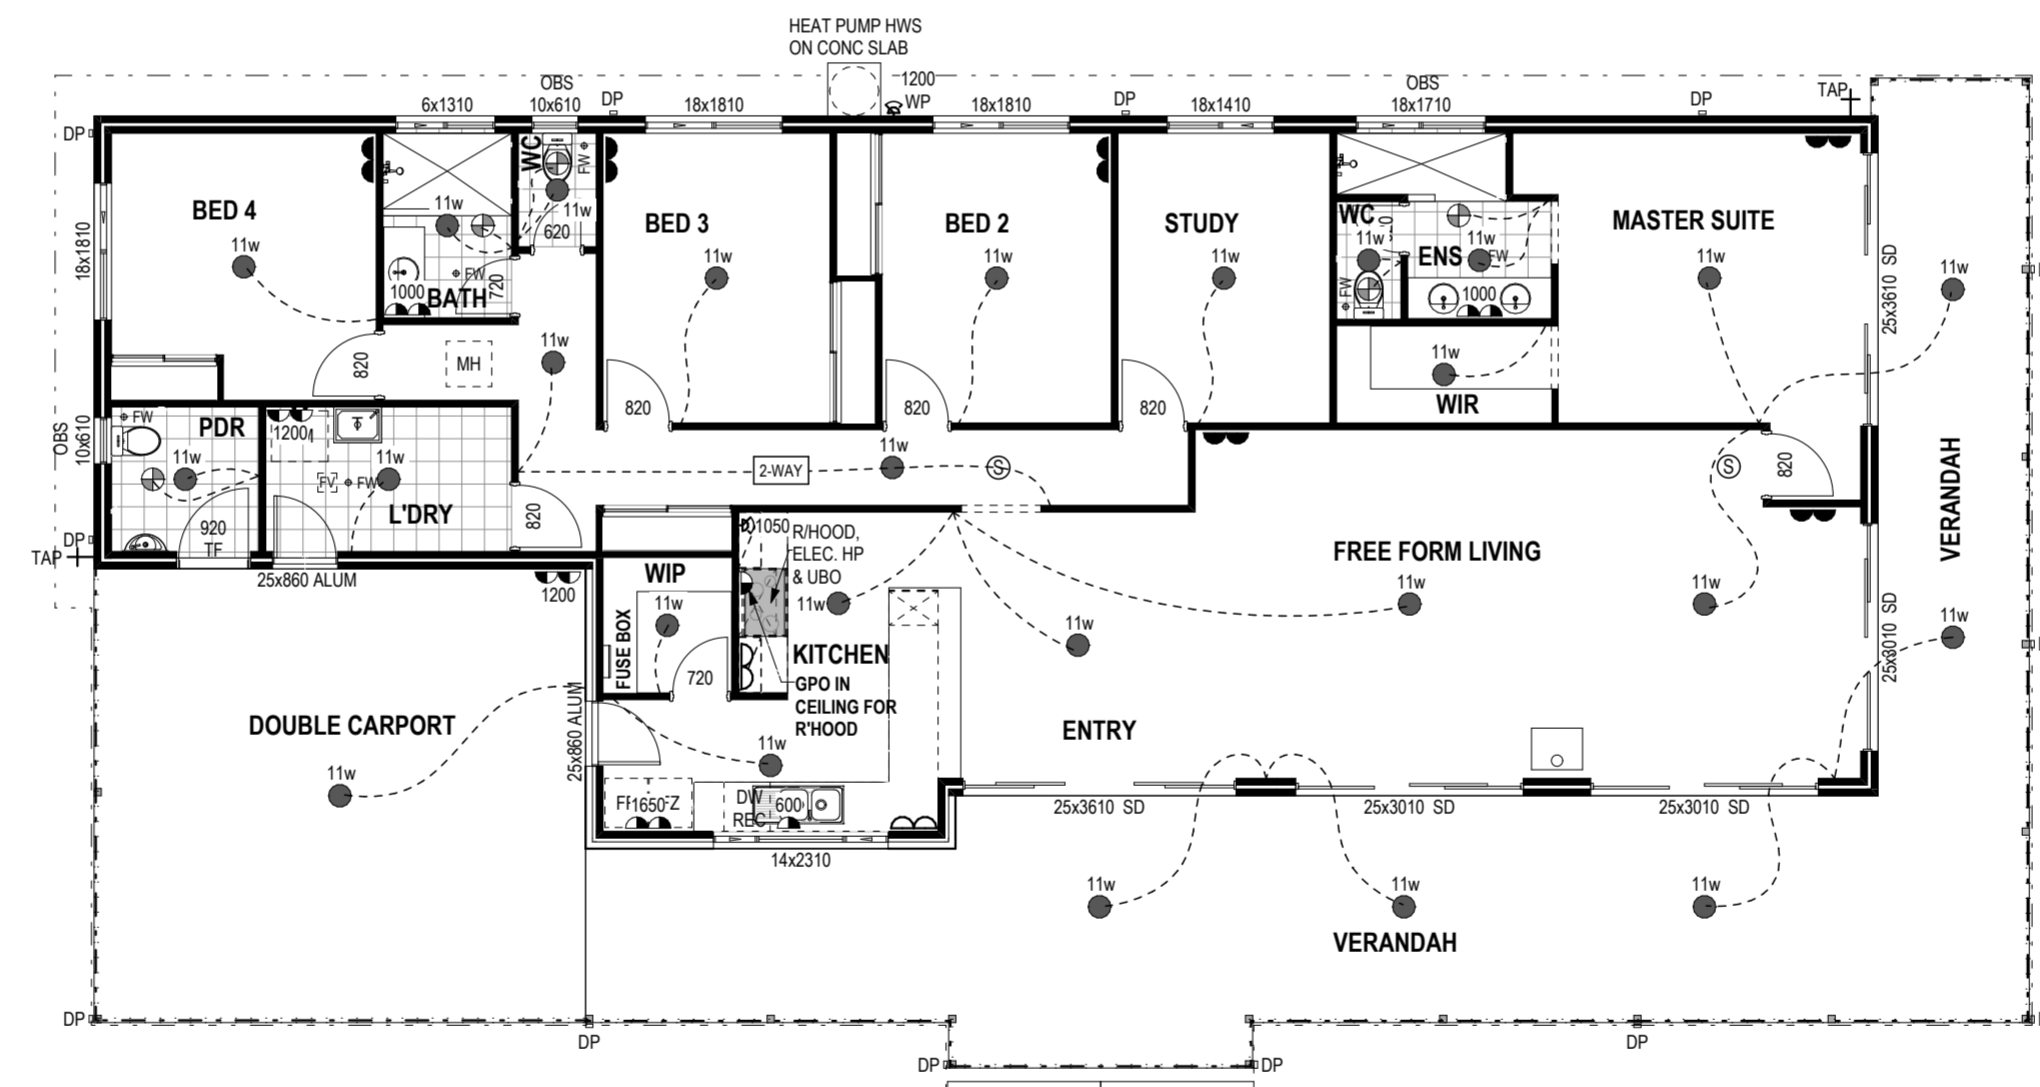 HEAT PUMP HWS
ON CONC SLAB
1200
WP
OBS
6x1310
10x610
DP
18x1810
18x1810
DP
18x1410
OBS
18x1710
DP
TAP
DP
WC
FW
11w
11w
620
BED 4
11w
18x1810
BED 3
11w
BED 2
11w
STUDY
11w
WC
11w
FW
ENS
11w
FW
1000
MASTER SUITE
11w
25x3610 SD
11w
FW
1000
BATH
720
820
MH
11w
11w
WIR
820
820
820
OBS
10x610
FW
PDR
11w
1200
11w
FW
L'DRY
920
TF
820
2-WAY
11w
S
S
820
VERANDAH
DP
TAP
25x860 ALUM
1200
WIP
11w
FUSE BOX
720
1050
R/HOOD,
ELEC. HP
& UBO
11w
KITCHEN
GPO IN
CEILING FOR
R'HOOD
11w
FREE FORM LIVING
11w
11w
25x3010 SD
11w
DOUBLE CARPORT
11w
25x860 ALUM
11w
ENTRY
1650
DW
REC
600
14x2310
25x3610 SD
25x3010 SD
25x3010 SD
11w
11w
11w
VERANDAH
DP
DP
DP
DP
DP